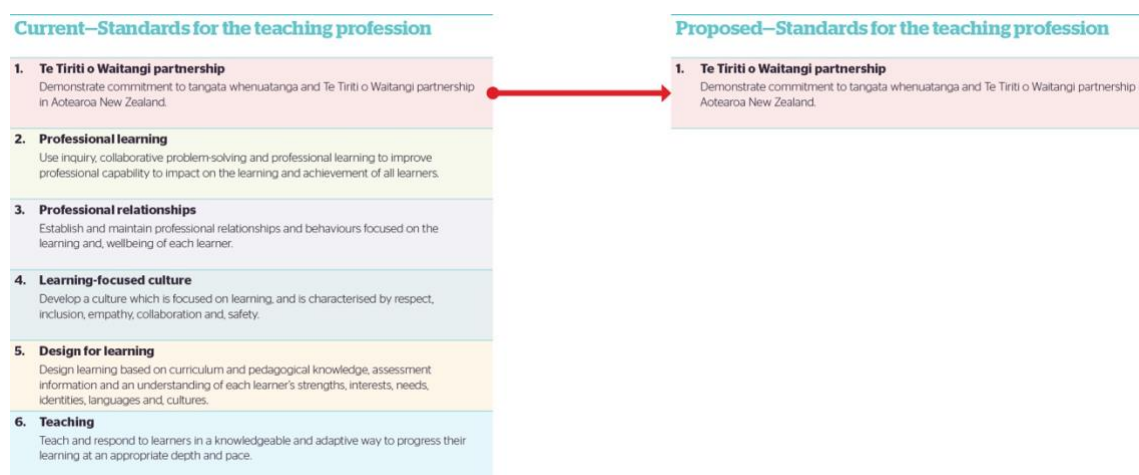 Current—Standards for the teaching profession
1. Te Tiriti o Waitangi partnership
Demonstrate commitment to tangata whenuatanga and Te Tiriti o Waitangi partnership
in Aotearoa New Zealand.
2. Professional learning
Use inquiry, collaborative problem-solving and professional learning to improve
professional capability to impact on the learning and achievement of all learners.
3. Professional relationships
Establish and maintain professional relationships and behaviours focused on the
learning and, wellbeing of each learner.
4. Learning-focused culture
Develop a culture which is focused on learning, and is characterised by respect,
inclusion, empathy, collaboration and, safety.
5. Design for learning
Design learning based on curriculum and pedagogical knowledge, assessment
information and an understanding of each learner's strengths, interests, needs,
identities, languages and, cultures.
6. Teaching
Teach and respond to learners in a knowledgeable and adaptive way to progress their
learning at an appropriate depth and pace.
Proposed—Standards for the teaching profession
1. Te Tiriti o Waitangi partnership
Demonstrate commitment to tangata whenuatanga and Te Tiriti o Waitangi partnership
Aotearoa New Zealand.